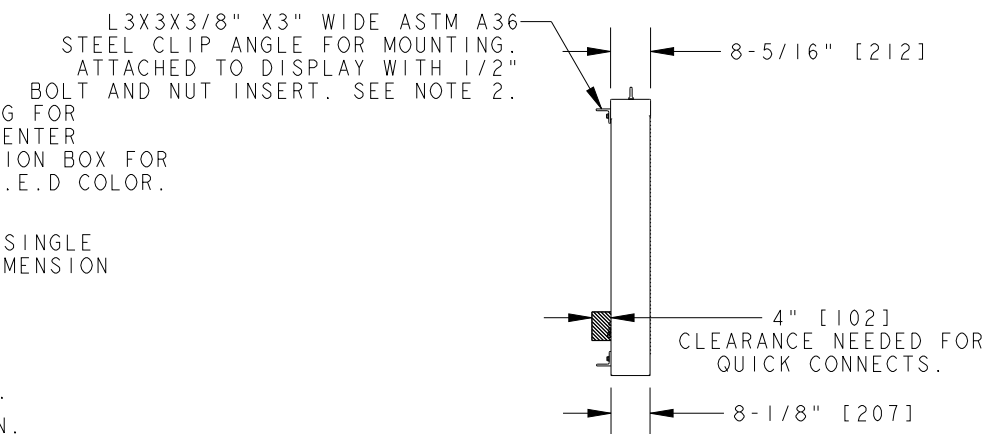 L3X3X3/8" X3" WIDE ASTM A36
STEEL CLIP ANGLE FOR MOUNTING.
ATTACHED TO DISPLAY WITH 1/2"
BOLT AND NUT INSERT. SEE NOTE 2.
G FOR
ENTER
ION BOX FOR
.E.D COLOR.
SINGLE
MENSION
.
N.
8-5/16" [212]
4" [102]
CLEARANCE NEEDED FOR
QUICK CONNECTS.
8-1/8" [207]